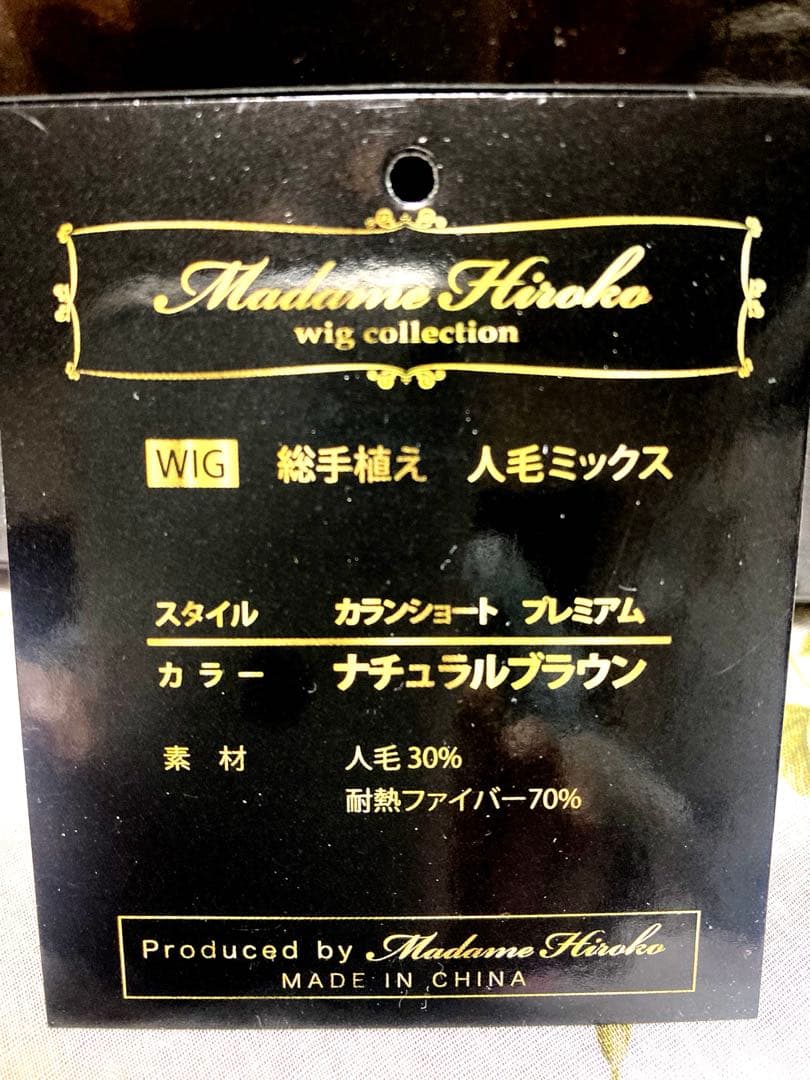 Madame Hiroko
wig collection
WIG 総手植え 人毛ミックス
スタイル カランショート プレミアム
カラー ナチュラルブラウン
素 材 人毛30%
耐熱ファイバー70%
Produced by Madame Hiroko
MADE IN CHINA